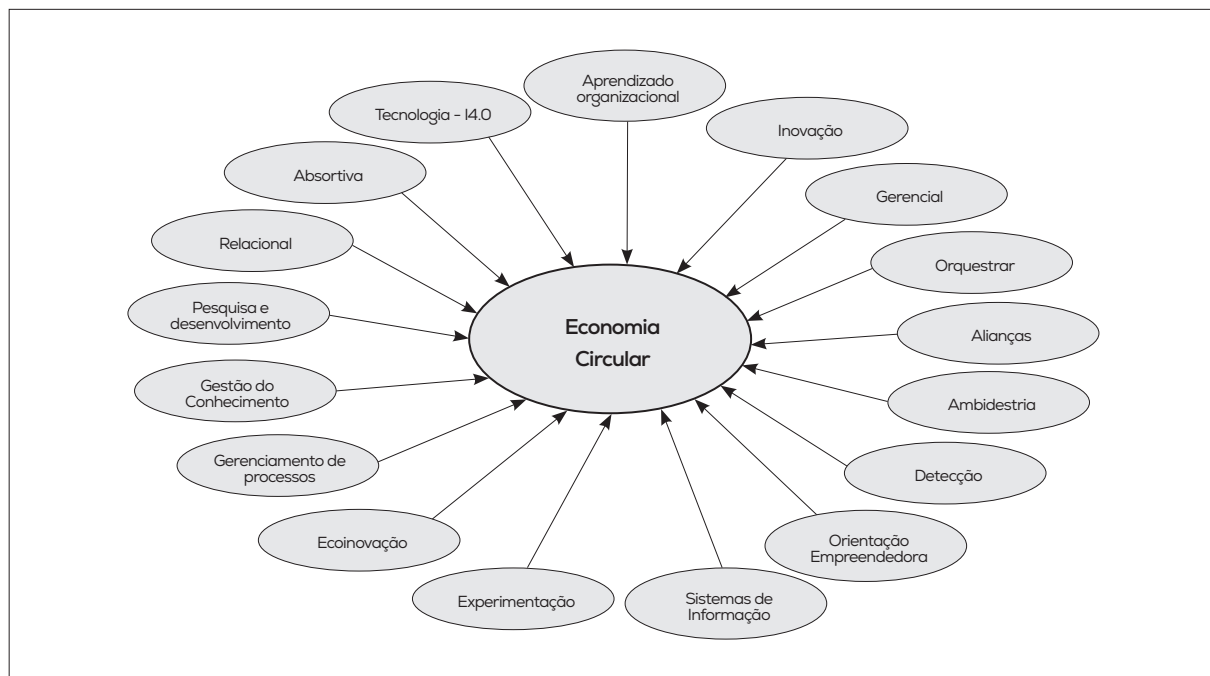 Aprendizado
organizacional
Tecnologia - I4.0
Inovação
Absortiva
Gerencial
Relacional
Orquestrar
Pesquisa e
desenvolvimento
Economia
Circular
Alianças
Gestão do
Conhecimento
Ambidestria
Gerenciamento de
processos
Detecção
Ecoinovação
Orientação
Empreendedora
Experimentação
Sistemas de
Informação